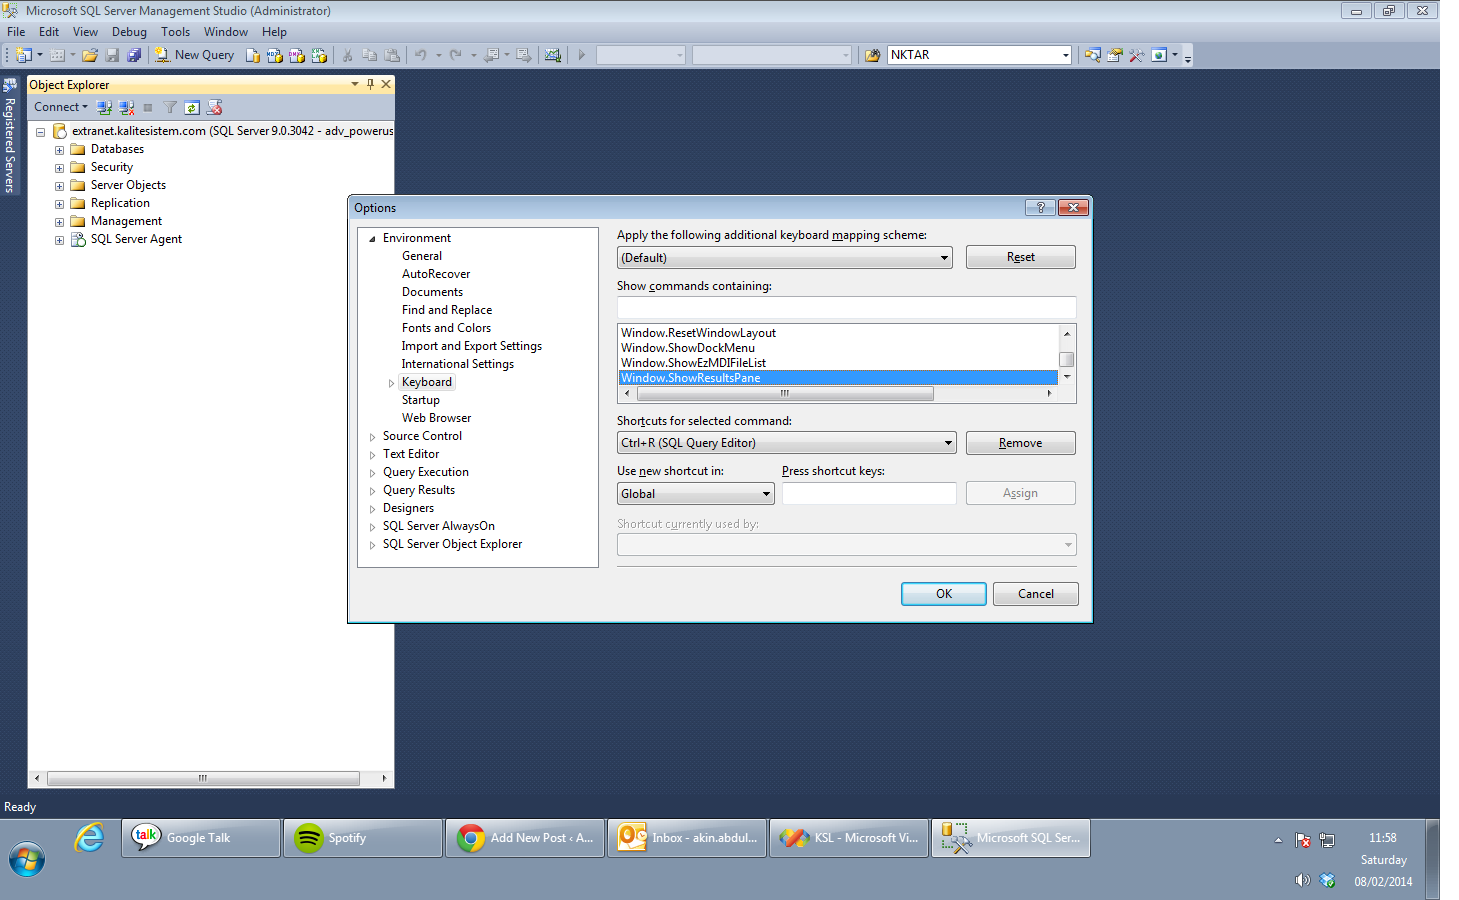 Microsoft SQL Server Management Studio (Administrator)
File Edit View Debug Tools Window Help
New Query
NKTAR
Registered Servers
Object Explorer
Connect
extranet.kalitesistem.com (SQL Server 9.0.3042 - adv_powerus
Databases
Security
Server Objects
Replication
Management
SQL Server Agent
Options
Environment
General
AutoRecover
Documents
Find and Replace
Fonts and Colors
Import and Export Settings
International Settings
Keyboard
Startup
Web Browser
Source Control
Text Editor
Query Execution
Query Results
Designers
SQL Server AlwaysOn
SQL Server Object Explorer
Apply the following additional keyboard mapping scheme:
(Default)
Reset
Show commands containing:
Window.ResetWindowLayout
Window.ShowDockMenu
Window.ShowEzMDIFileList
Window.ShowResultsPane
Shortcuts for selected command:
Ctrl+R (SQL Query Editor)
Remove
Use new shortcut in:
Press shortcut keys:
Global
Assign
Shortcut currently used by:
OK
Cancel
Ready
talk
Google Talk
Spotify
Add New Post ‹ A...
Inbox - akin.abdul...
KSL - Microsoft Vi...
Microsoft SQL Ser...
11:58
Saturday
08/02/2014